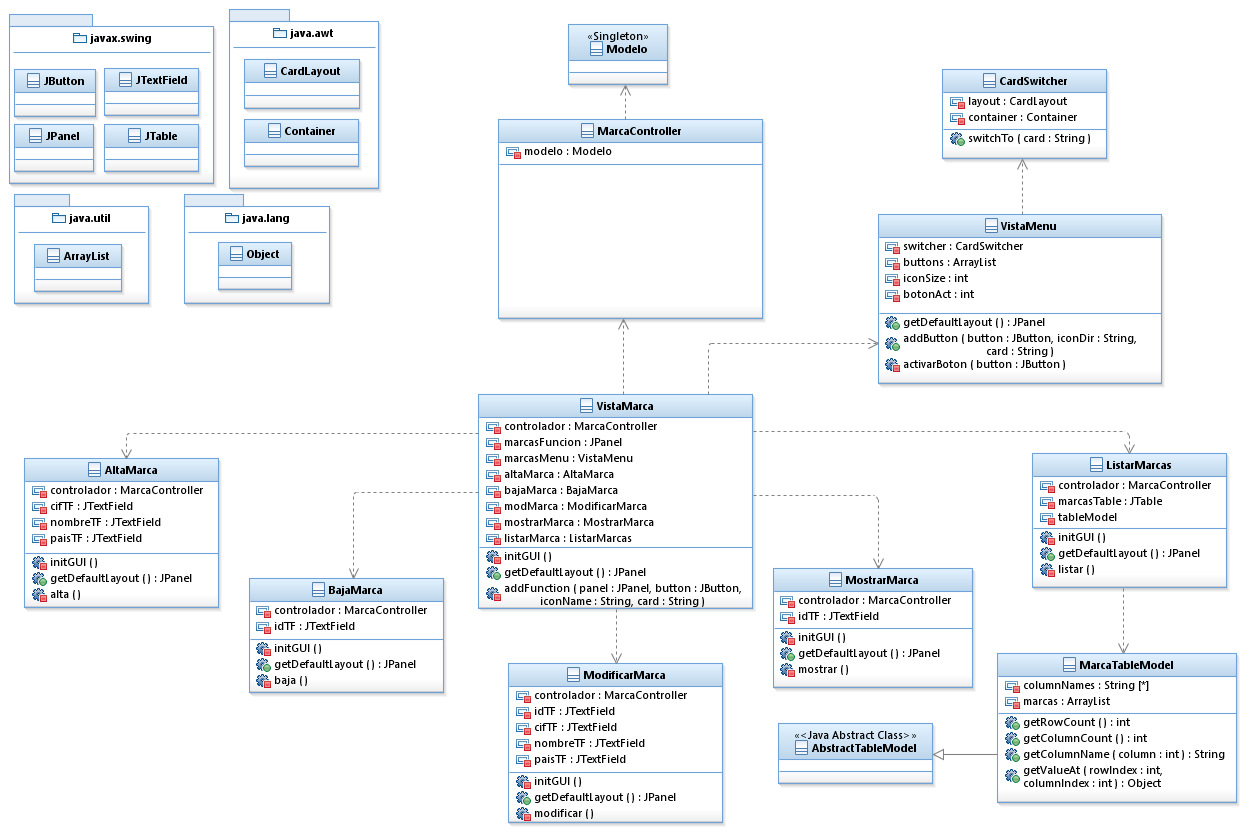 javax.swing
JButton
JTextField
JPanel
JTable
java.awt
CardLayout
Container
java.util
ArrayList
java.lang
Object
«Singleton»
Modelo
MarcaController
modelo : Modelo
CardSwitcher
layout : CardLayout
container : Container
switchTo ( card : String )
VistaMenu
switcher : CardSwitcher
buttons : ArrayList
iconSize : int
botonAct : int
getDefaultLayout ( ) : JPanel
addButton ( button : JButton, iconDir : String,
card : String )
activarBoton ( button : JButton )
VistaMarca
controlador : MarcaController
marcasFuncion : JPanel
marcasMenu : VistaMenu
altaMarca : AltaMarca
bajaMarca : BajaMarca
modMarca : ModificarMarca
mostrarMarca : MostrarMarca
listarMarca : ListarMarcas
initGUI ( )
getDefaultLayout ( ) : JPanel
addFunction ( panel : JPanel, button : JButton,
iconName : String, card : String )
AltaMarca
controlador : MarcaController
cifTF : JTextField
nombreTF : JTextField
paisTF : JTextField
initGUI ( )
getDefaultLayout ( ) : JPanel
alta ( )
BajaMarca
controlador : MarcaController
idTF : JTextField
initGUI ( )
getDefaultLayout ( ) : JPanel
baja ( )
ModificarMarca
controlador : MarcaController
idTF : JTextField
cifTF : JTextField
nombreTF : JTextField
paisTF : JTextField
initGUI ( )
getDefaultLayout ( ) : JPanel
modificar ( )
MostrarMarca
controlador : MarcaController
idTF : JTextField
initGUI ( )
getDefaultLayout ( ) : JPanel
mostrar ( )
ListarMarcas
controlador : MarcaController
marcasTable : JTable
tableModel
initGUI ( )
getDefaultLayout ( ) : JPanel
listar ( )
MarcaTableModel
columnNames : String [*]
marcas : ArrayList
getRowCount ( ) : int
getColumnCount ( ) : int
getColumnName ( column : int ) : String
getValueAt ( rowIndex : int,
columnIndex : int ) : Object
«<Java Abstract Class>»
AbstractTableModel